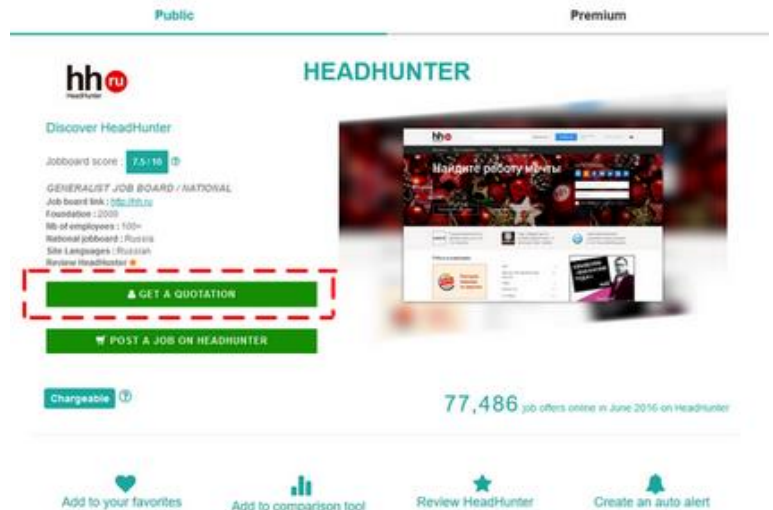 Public
Premium
hh ru
HeadHunter
HEADHUNTER
Discover HeadHunter
Jobboard score : 7.5 / 10
GENERALIST JOB BOARD / NATIONAL
Job board link : http://hh.ru
Foundation : 2000
Nb of employees : 100+
National jobboard : Russia
Site Languages : Russian
Review HeadHunter
GET A QUOTATION
POST A JOB ON HEADHUNTER
hh
Найдите работу мечты
Chargeable
77,486 job offers online in June 2016 on HeadHunter
Add to your favorites
Add to comparison tool
Review HeadHunter
Create an auto alert